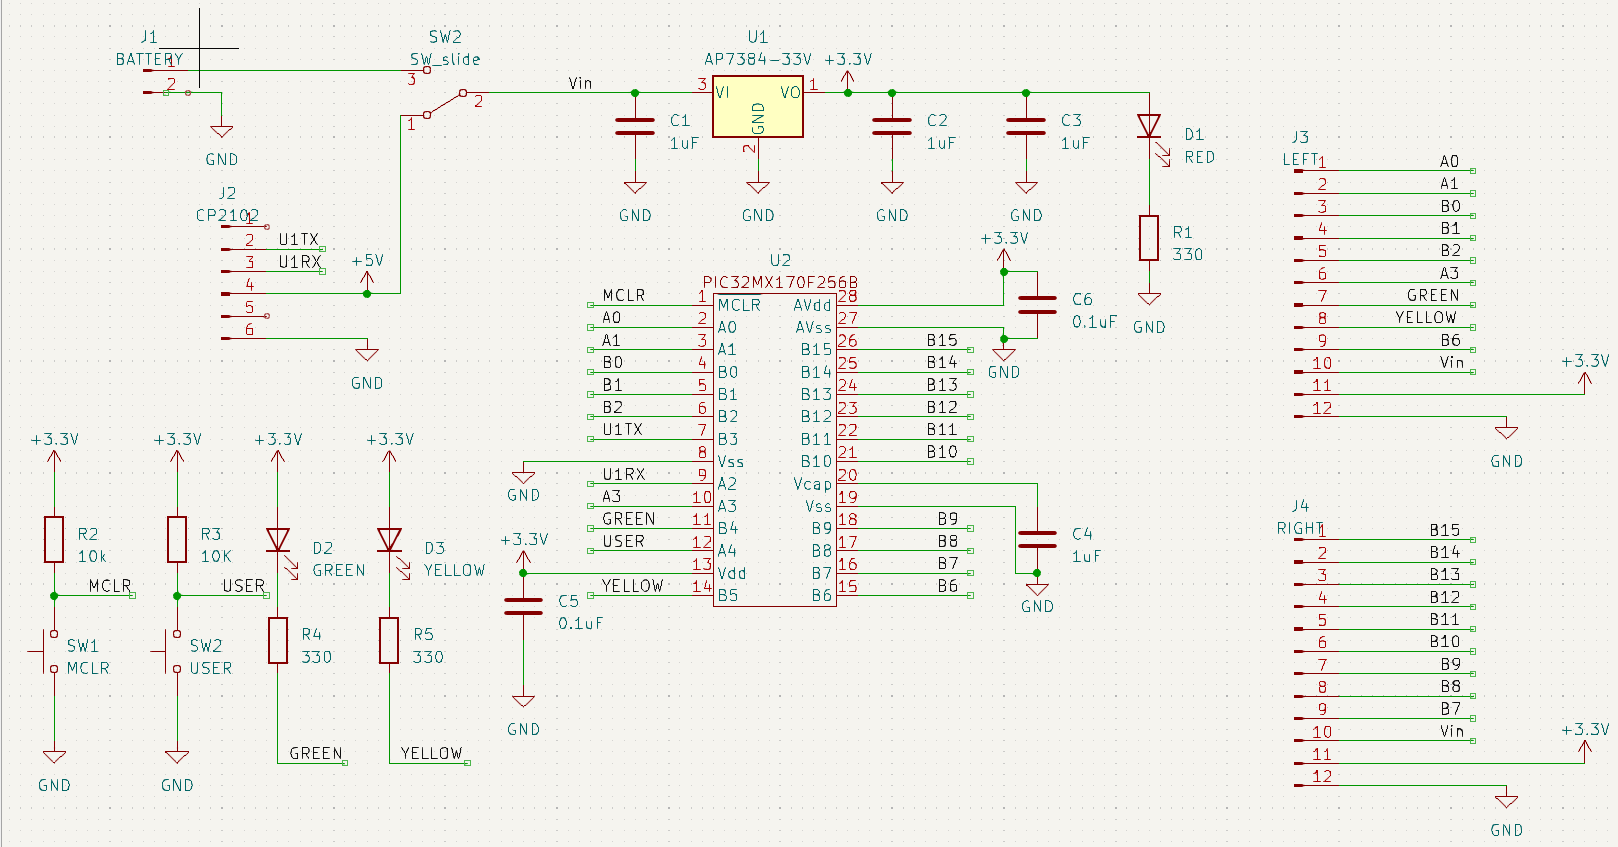 J1
BATTERY
1
2
GND
SW2
SW_slide
3
2
1
Vin
U1
AP7384-33V
3 VI
VO 1
GND
2
+3.3V
C1
1uF
GND
GND
C2
1uF
GND
C3
1uF
GND
D1
RED
R1
330
GND
J2
CP2102
1
2 U1TX
3 U1RX
4
5
6
+5V
GND
U2
PIC32MX170F256B
MCLR 1 MCLR
A0 2 A0
A1 3 A1
B0 4 B0
B1 5 B1
B2 6 B2
U1TX 7 B3
8 Vss
U1RX 9 A2
A3 10 A3
GREEN 11 B4
USER 12 A4
13 Vdd
YELLOW 14 B5
AVdd 28
AVss 27
B15 26 B15
B14 25 B14
B13 24 B13
B12 23 B12
B11 22 B11
B10 21 B10
Vcap 20
Vss 19
B9 18 B9
B8 17 B8
B7 16 B7
B6 15 B6
GND
+3.3V
C5
0.1uF
GND
+3.3V
C6
0.1uF
GND
C4
1uF
GND
+3.3V
R2
10k
MCLR
SW1
MCLR
GND
+3.3V
R3
10K
USER
SW2
USER
GND
+3.3V
D2
GREEN
R4
330
GREEN
+3.3V
D3
YELLOW
R5
330
YELLOW
J3
LEFT
1 A0
2 A1
3 B0
4 B1
5 B2
6 A3
7 GREEN
8 YELLOW
9 B6
10 Vin
11
12
+3.3V
GND
J4
RIGHT
1 B15
2 B14
3 B13
4 B12
5 B11
6 B10
7 B9
8 B8
9 B7
10 Vin
11
12
+3.3V
GND